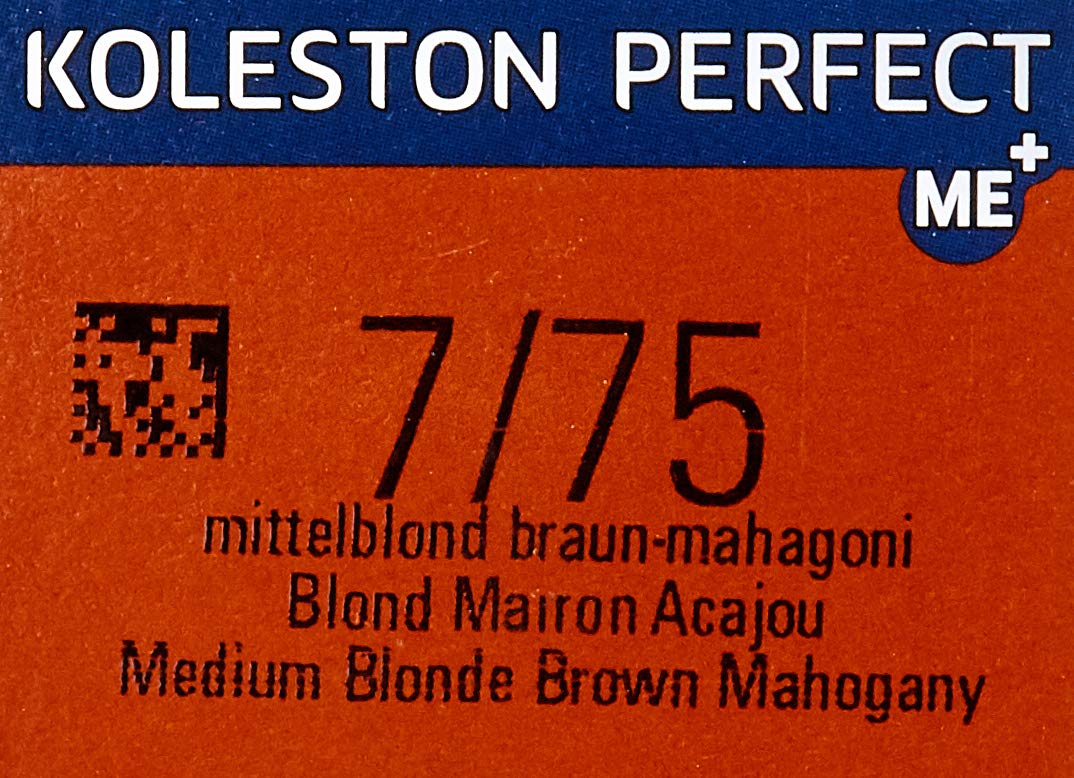 KOLESTON PERFECT
ME+
7/75
mittelblond braun-mahagoni
Blond Marron Acajou
Medium Blonde Brown Mahogany